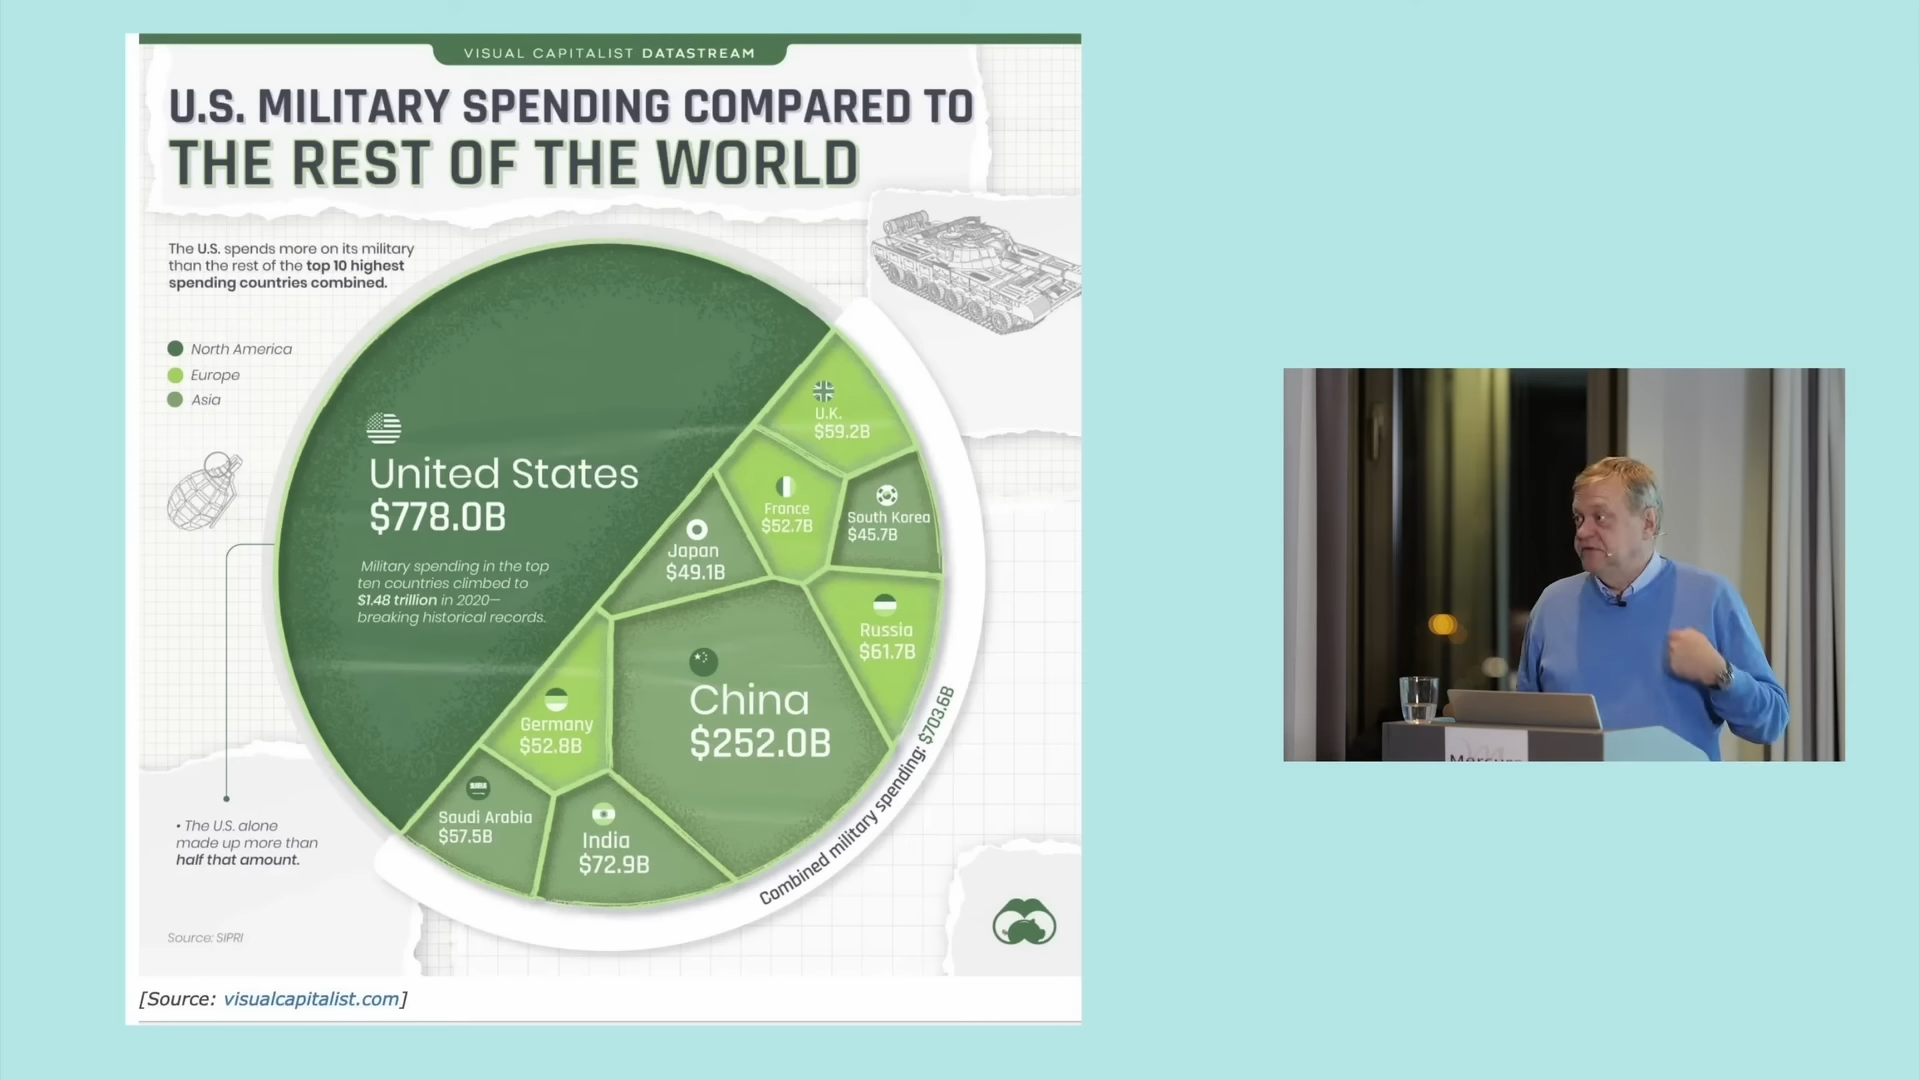 VISUAL CAPITALIST DATASTREAM
U.S. MILITARY SPENDING COMPARED TO
THE REST OF THE WORLD
The U.S. spends more on its military
than the rest of the top 10 highest
spending countries combined.
North America
Europe
Asia
United States
$778.0B
Military spending in the top
ten countries climbed to
$1.48 trillion in 2020—
breaking historical records.
U.K.
$59.2B
France
$52.7B
South Korea
$45.7B
Japan
$49.1B
Russia
$61.7B
China
$252.0B
Germany
$52.8B
Saudi Arabia
$57.5B
India
$72.9B
Combined military spending: $703.6B
• The U.S. alone
made up more than
half that amount.
Source: SIPRI
[Source: visualcapitalist.com]